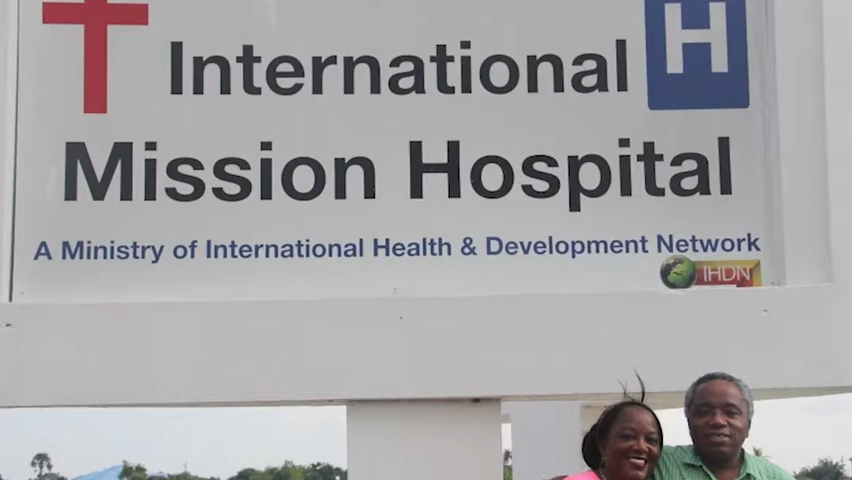 International H
Mission Hospital
A Ministry of International Health & Development Network
IHDN